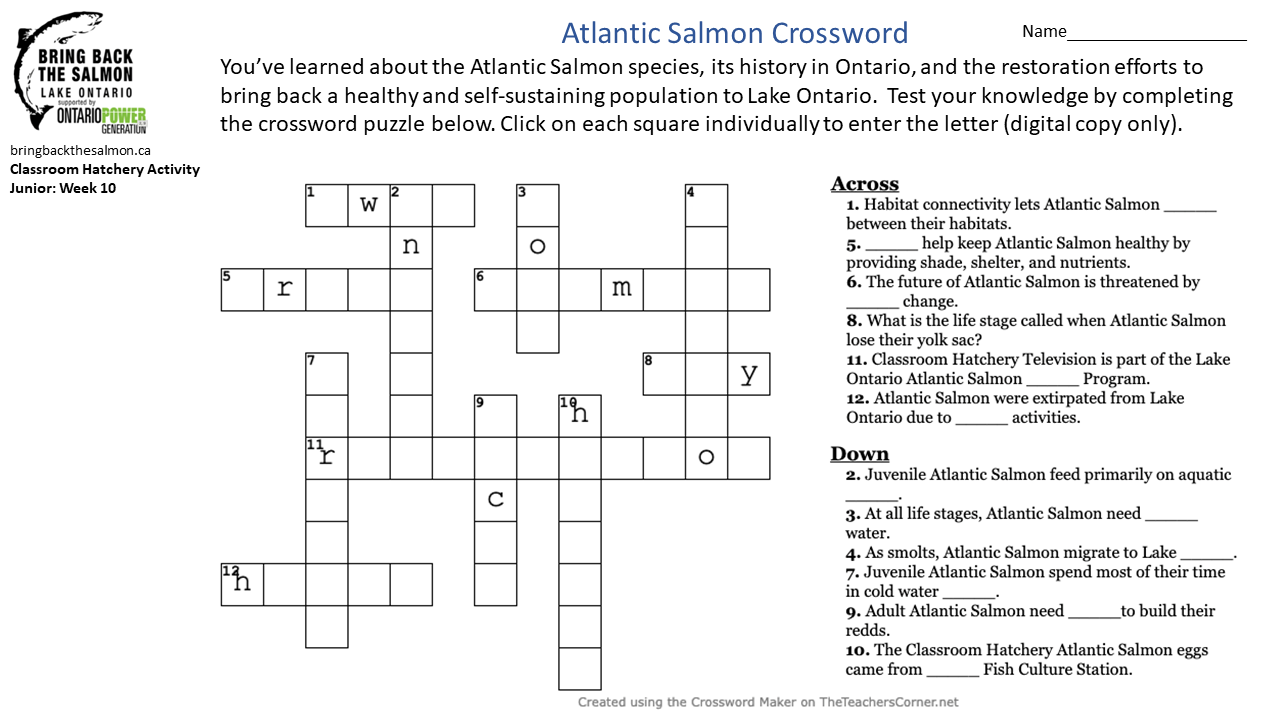 Atlantic Salmon Crossword
Name____________________
BRING BACK
THE SALMON
LAKE ONTARIO
supported by
ONTARIOPOWER
GENERATION
You’ve learned about the Atlantic Salmon species, its history in Ontario, and the restoration efforts to
bring back a healthy and self-sustaining population to Lake Ontario.  Test your knowledge by completing
the crossword puzzle below. Click on each square individually to enter the letter (digital copy only).
bringbackthesalmon.ca
Classroom Hatchery Activity
Junior: Week 10
1 w 2 3 4
n o
5 r 6 m
7 8 y
9 10 h
11 r o
c
12 h
Across
1. Habitat connectivity lets Atlantic Salmon ______
between their habitats.
5. ______ help keep Atlantic Salmon healthy by
providing shade, shelter, and nutrients.
6. The future of Atlantic Salmon is threatened by
______ change.
8. What is the life stage called when Atlantic Salmon
lose their yolk sac?
11. Classroom Hatchery Television is part of the Lake
Ontario Atlantic Salmon ______ Program.
12. Atlantic Salmon were extirpated from Lake
Ontario due to ______ activities.
Down
2. Juvenile Atlantic Salmon feed primarily on aquatic
______.
3. At all life stages, Atlantic Salmon need ______
water.
4. As smolts, Atlantic Salmon migrate to Lake ______.
7. Juvenile Atlantic Salmon spend most of their time
in cold water ______.
9. Adult Atlantic Salmon need ______to build their
redds.
10. The Classroom Hatchery Atlantic Salmon eggs
came from ______ Fish Culture Station.
Created using the Crossword Maker on TheTeachersCorner.net